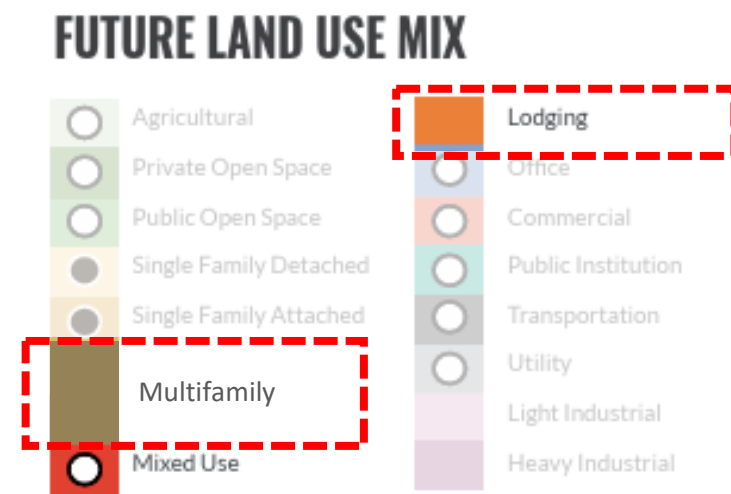 FUTURE LAND USE MIX
Agricultural
Private Open Space
Public Open Space
Single Family Detached
Single Family Attached
Multifamily
Mixed Use
Lodging
Office
Commercial
Public Institution
Transportation
Utility
Light Industrial
Heavy Industrial